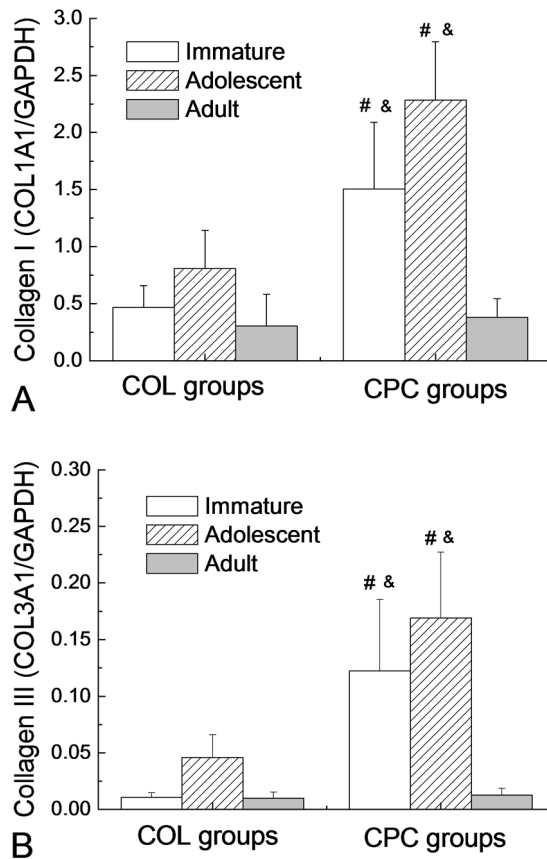 Collagen I (COL1A1/GAPDH)
3.0
2.5
2.0
1.5
1.0
0.5
0.0
Immature
Adolescent
Adult
# &
# &
COL groups
CPC groups
A
Collagen III (COL3A1/GAPDH)
0.30
0.25
0.20
0.15
0.10
0.05
0.00
Immature
Adolescent
Adult
# &
# &
COL groups
CPC groups
B